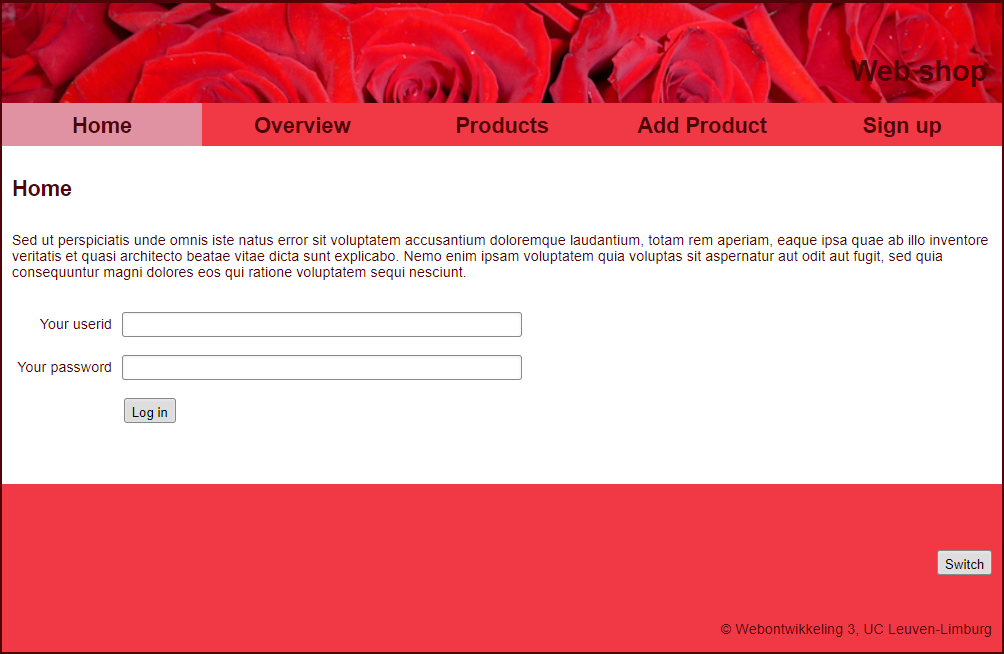 Web shop
Home Overview Products Add Product Sign up
Home
Sed ut perspiciatis unde omnis iste natus error sit voluptatem accusantium doloremque laudantium, totam rem aperiam, eaque ipsa quae ab illo inventore
veritatis et quasi architecto beatae vitae dicta sunt explicabo. Nemo enim ipsam voluptatem quia voluptas sit aspernatur aut odit aut fugit, sed quia
consequuntur magni dolores eos qui ratione voluptatem sequi nesciunt.
Your userid
Your password
Log in
Switch
© Webontwikkeling 3, UC Leuven-Limburg